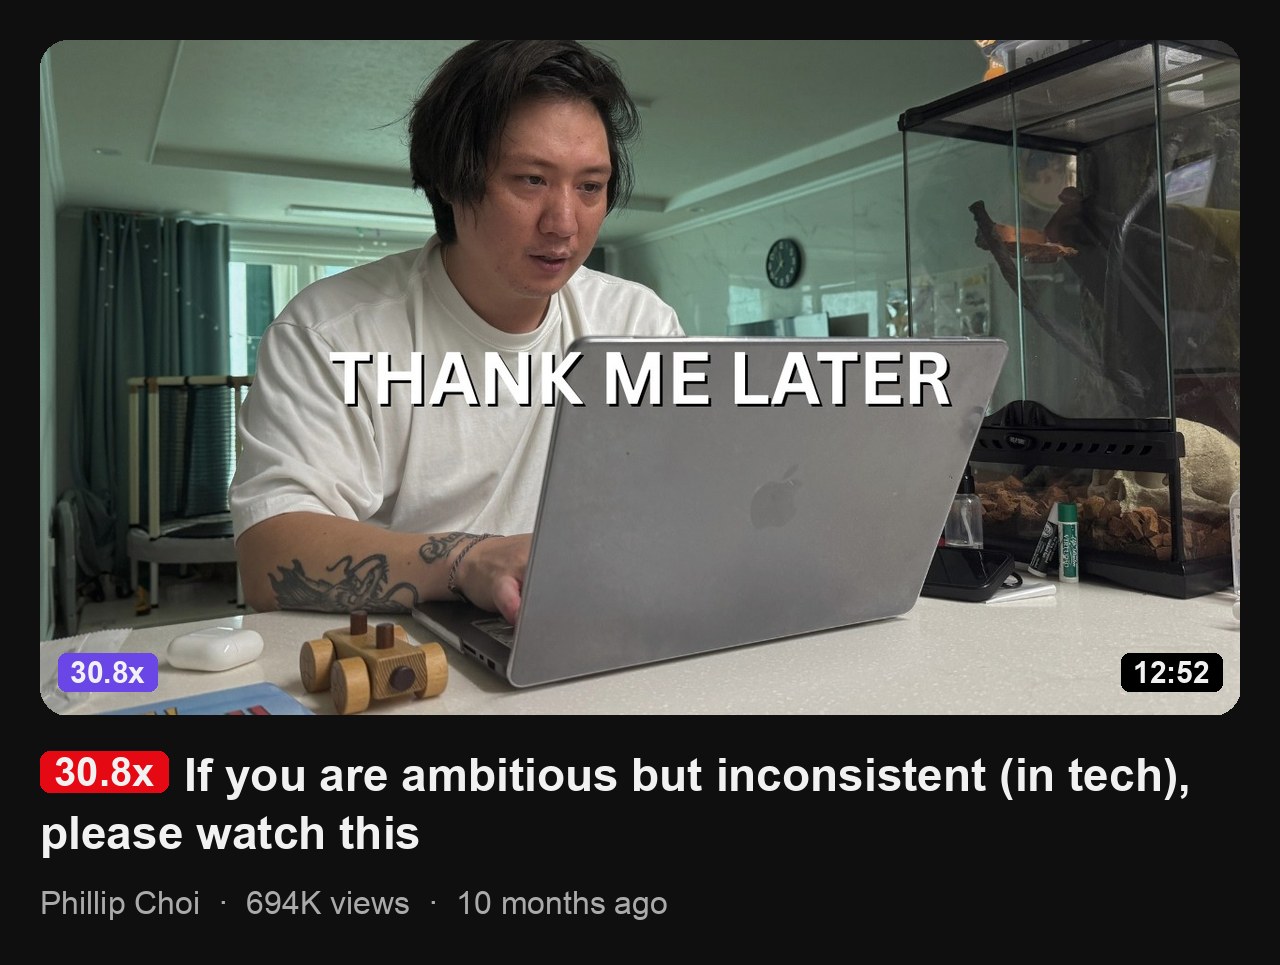 THANK ME LATER
30.8x
12:52
30.8x If you are ambitious but inconsistent (in tech),
please watch this
Phillip Choi · 694K views · 10 months ago